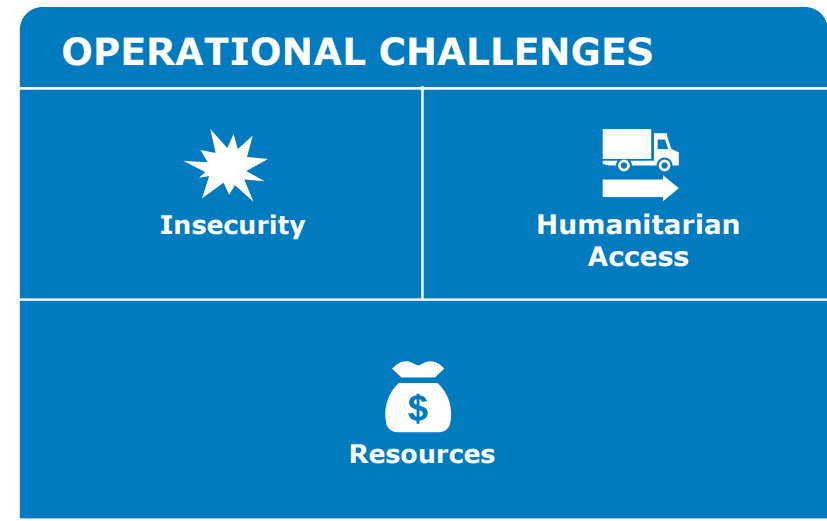 OPERATIONAL CHALLENGES
Insecurity
Humanitarian
Access
$
Resources